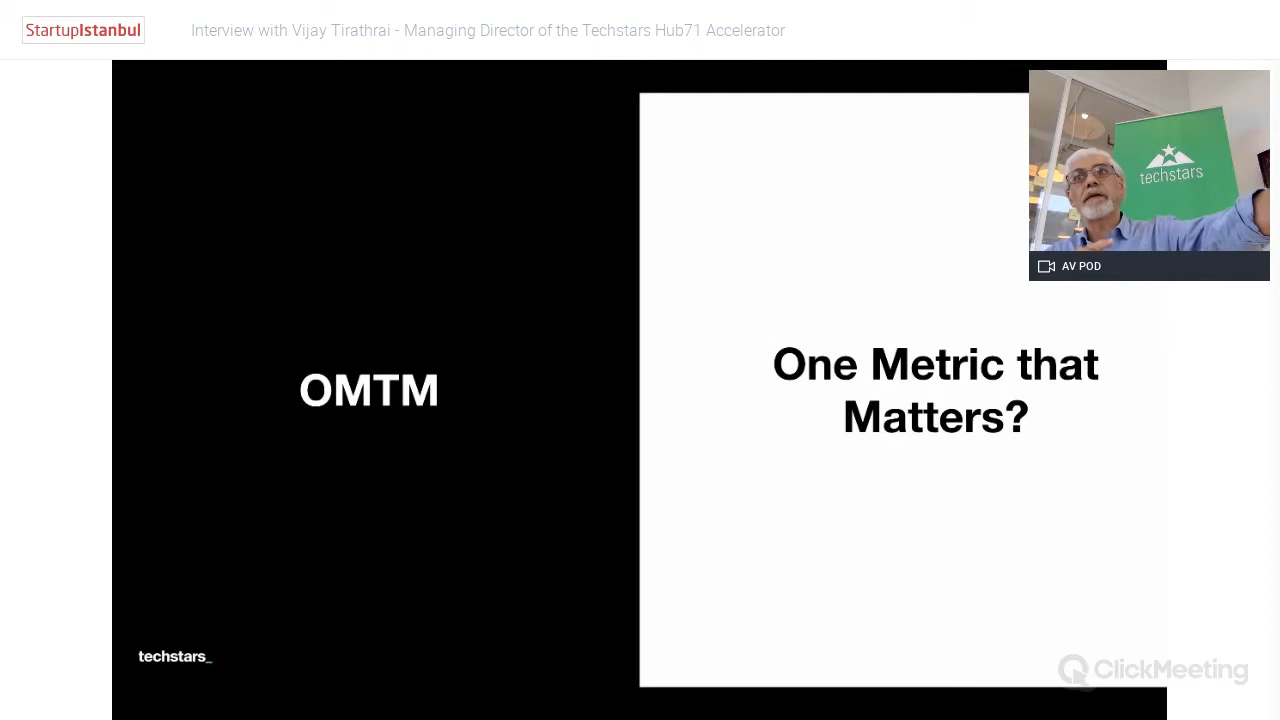 StartupIstanbul
Interview with Vijay Tirathrai - Managing Director of the Techstars Hub71 Accelerator
techstars
AV POD
OMTM
One Metric that
Matters?
techstars_
ClickMeeting